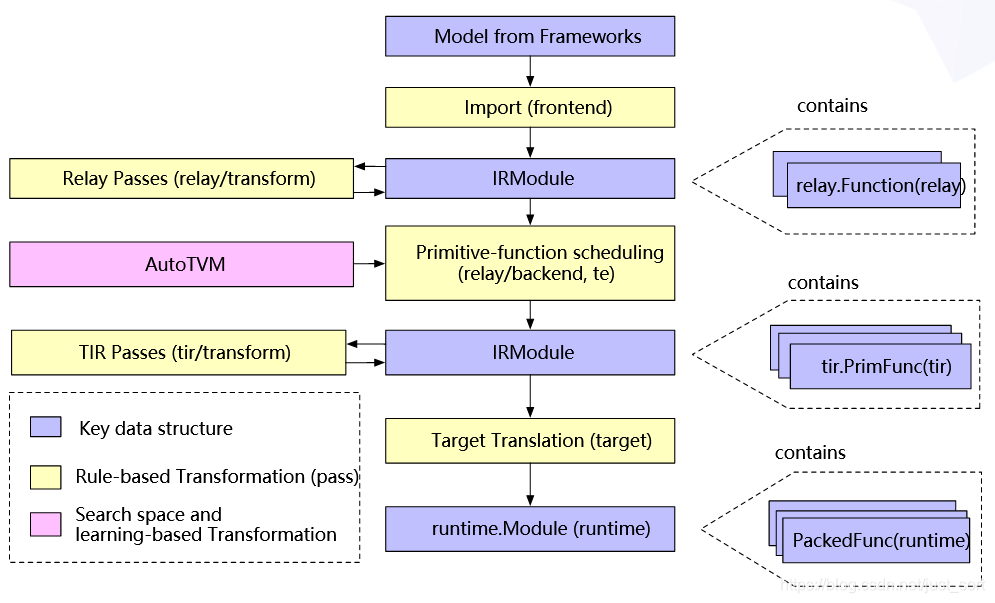 Model from Frameworks
Import (frontend)
contains
Relay Passes (relay/transform)
IRModule
relay.Function(relay)
AutoTVM
Primitive-function scheduling
(relay/backend, te)
contains
TIR Passes (tir/transform)
IRModule
tir.PrimFunc(tir)
Key data structure
Target Translation (target)
contains
Rule-based Transformation (pass)
Search space and
learning-based Transformation
runtime.Module (runtime)
PackedFunc(runtime)